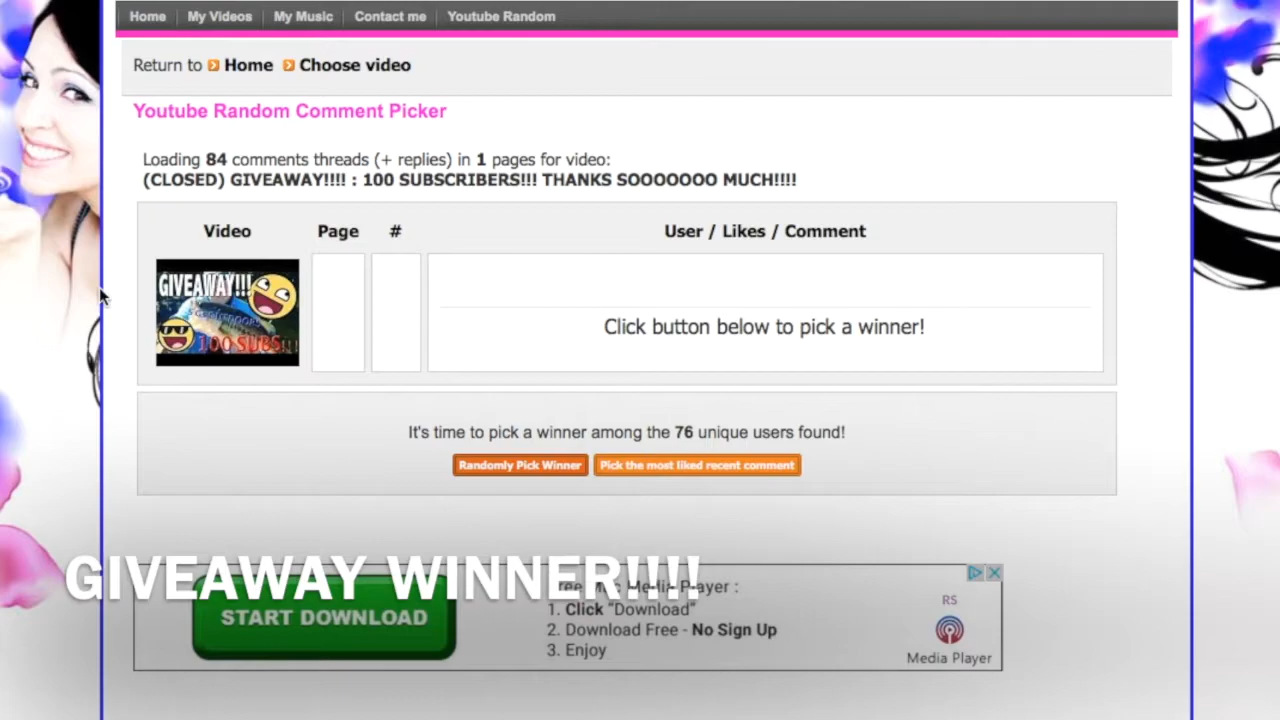 Home My Videos My Music Contact me Youtube Random
Return to Home Choose video
Youtube Random Comment Picker
Loading 84 comments threads (+ replies) in 1 pages for video:
(CLOSED) GIVEAWAY!!!! : 100 SUBSCRIBERS!!! THANKS SOOOOOOO MUCH!!!!
Video Page # User / Likes / Comment
GIVEAWAY!!!
100 SUBS!!!
Click button below to pick a winner!
It's time to pick a winner among the 76 unique users found!
Randomly Pick Winner Pick the most liked recent comment
GIVEAWAY WINNER!!!!
START DOWNLOAD
Free Mac Media Player :
1. Click "Download"
2. Download Free - No Sign Up
3. Enjoy
RS
Media Player